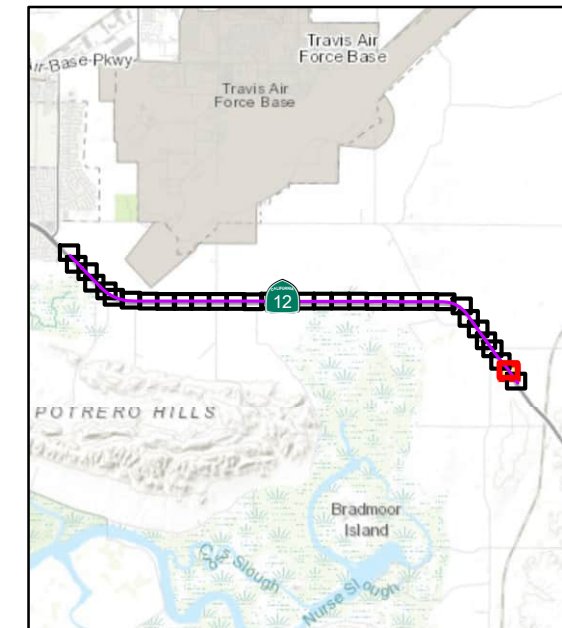 Travis Air
Force Base
Air-Base-Pkwy
Travis Air
Force Base
CALIFORNIA
12
POTRERO HILLS
Bradmoor
Island
Slough
Nurse Slough